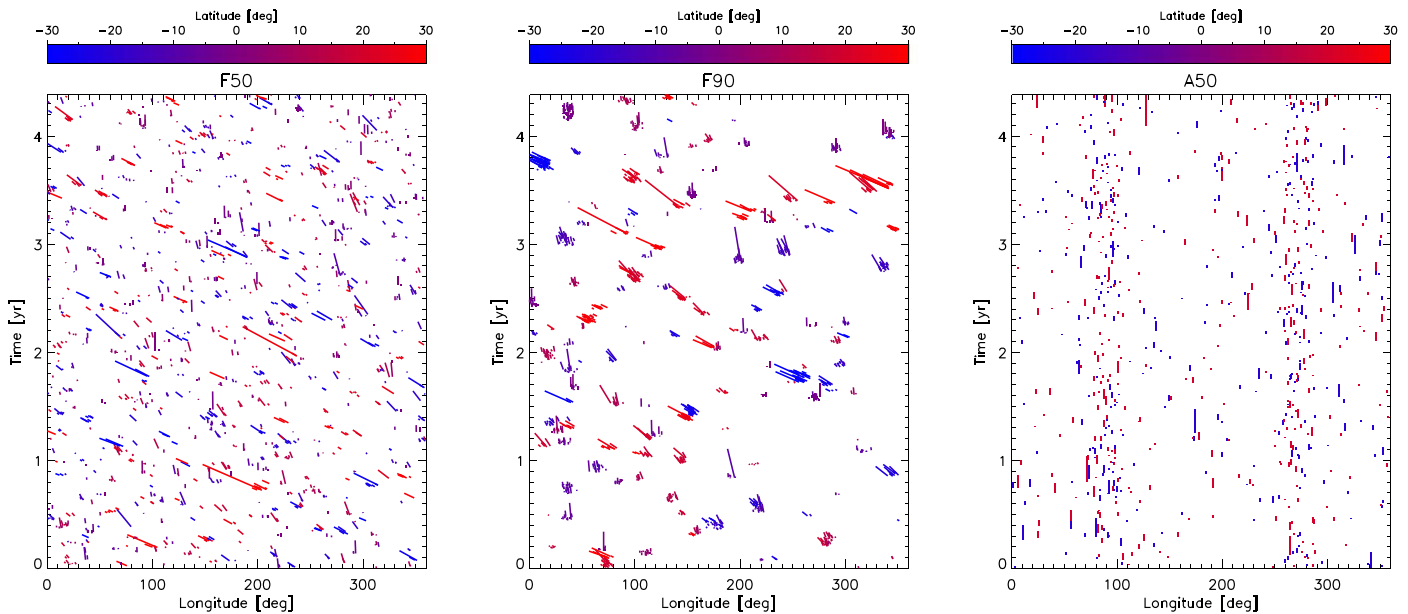 Latitude [deg] Latitude [deg] Latitude [deg]
−30 −20 −10 0 10 20 30 −30 −20 −10 0 10 20 30 −30 −20 −10 0 10 20 30
F50 F90 A50
4 4 4
3 3 3
Time [yr] Time [yr] Time [yr]
2 2 2
1 1 1
0 0 0
0 100 200 300 0 100 200 300 0 100 200 300
Longitude [deg] Longitude [deg] Longitude [deg]